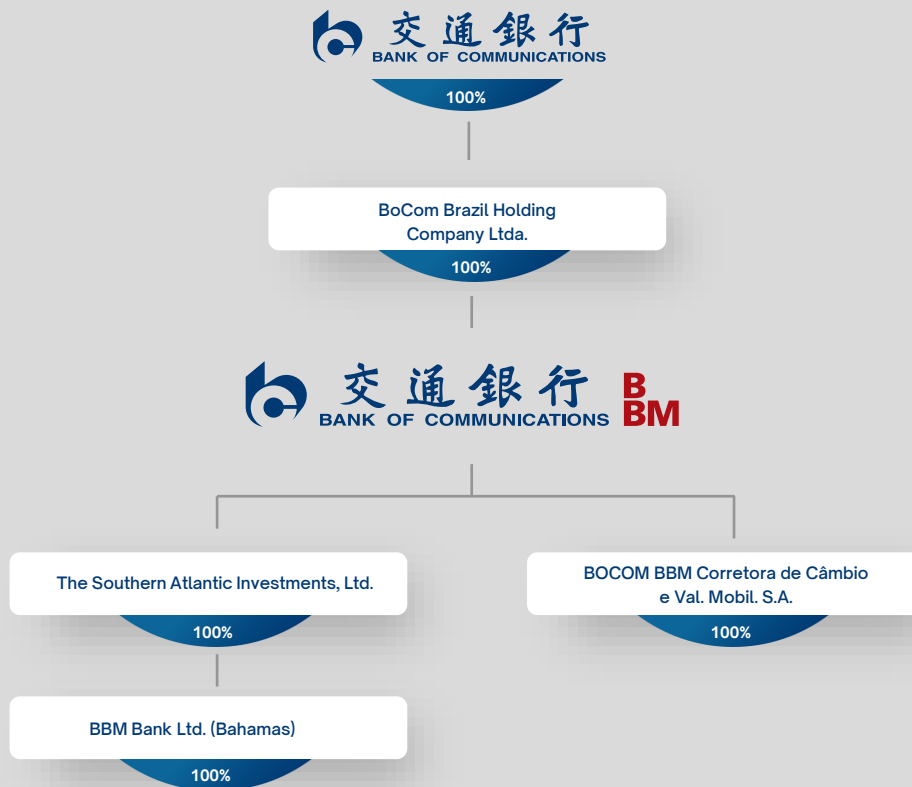 交通銀行
BANK OF COMMUNICATIONS
100%
BoCom Brazil Holding
Company Ltda.
100%
交通銀行
BANK OF COMMUNICATIONS
B
BM
The Southern Atlantic Investments, Ltd.
100%
BOCOM BBM Corretora de Câmbio
e Val. Mobil. S.A.
100%
BBM Bank Ltd. (Bahamas)
100%